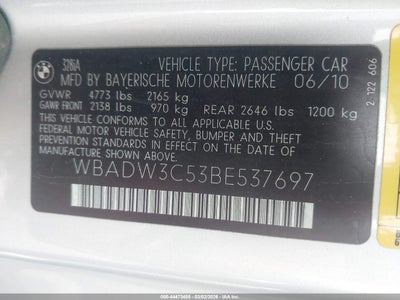 328iA VEHICLE TYPE: PASSENGER CAR
MFD BY BAYERISCHE MOTORENWERKE 06/10
GVWR 4773 lbs 2165 kg
GAWR FRONT 2138 lbs 970 kg REAR 2646 lbs 1200 kg
THIS VEHICLE CONFORMS TO ALL APPLICABLE
U.S. FEDERAL MOTOR VEHICLE SAFETY, BUMPER AND THEFT
PREVENTION STANDARDS IN EFFECT ON THE DATE OF
MANUFACTURE SHOWN ABOVE.
WBADW3C53BE537697
2 122 606